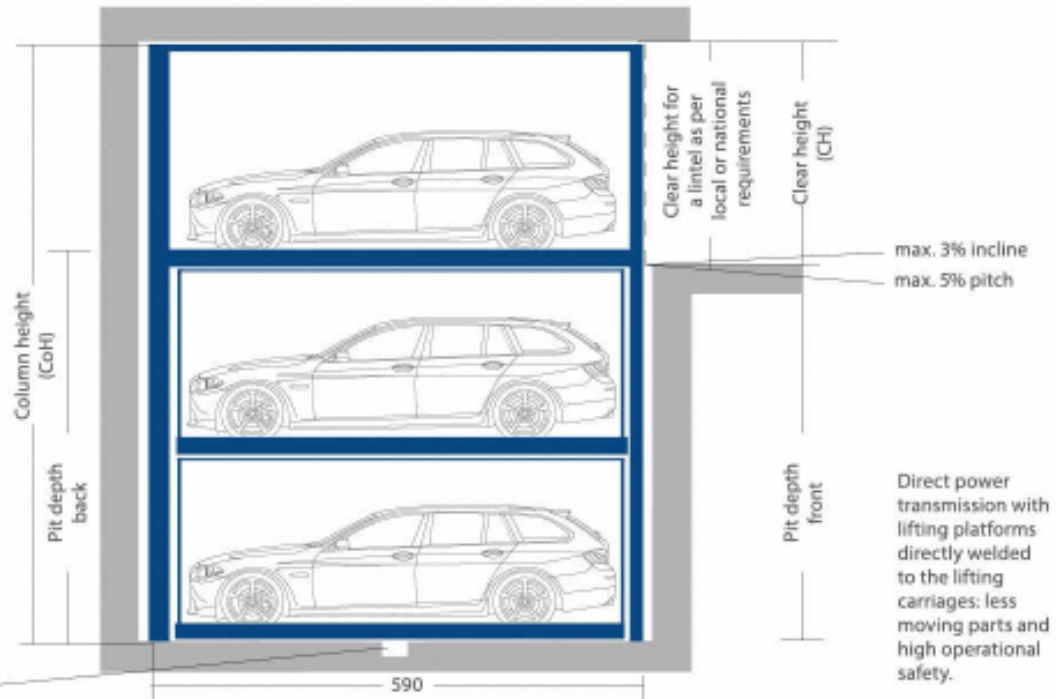 Column height
(CoH)
Pit depth
back
Clear height for
a lintel as per
local or national
requirements
Clear height
(CH)
max. 3% incline
max. 5% pitch
Pit depth
front
Direct power
transmission with
lifting platforms
directly welded
to the lifting
carriages: less
moving parts and
high operational
safety.
590